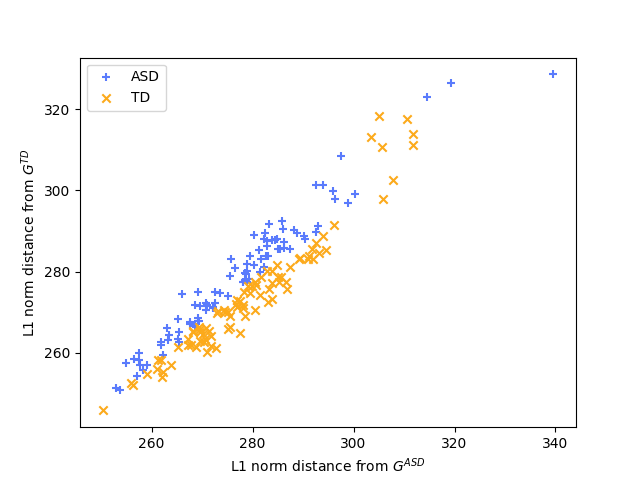 ASD
TD
320
300
280
260
260
280
300
320
340
L1 norm distance from G^{TD}
L1 norm distance from G^{ASD}